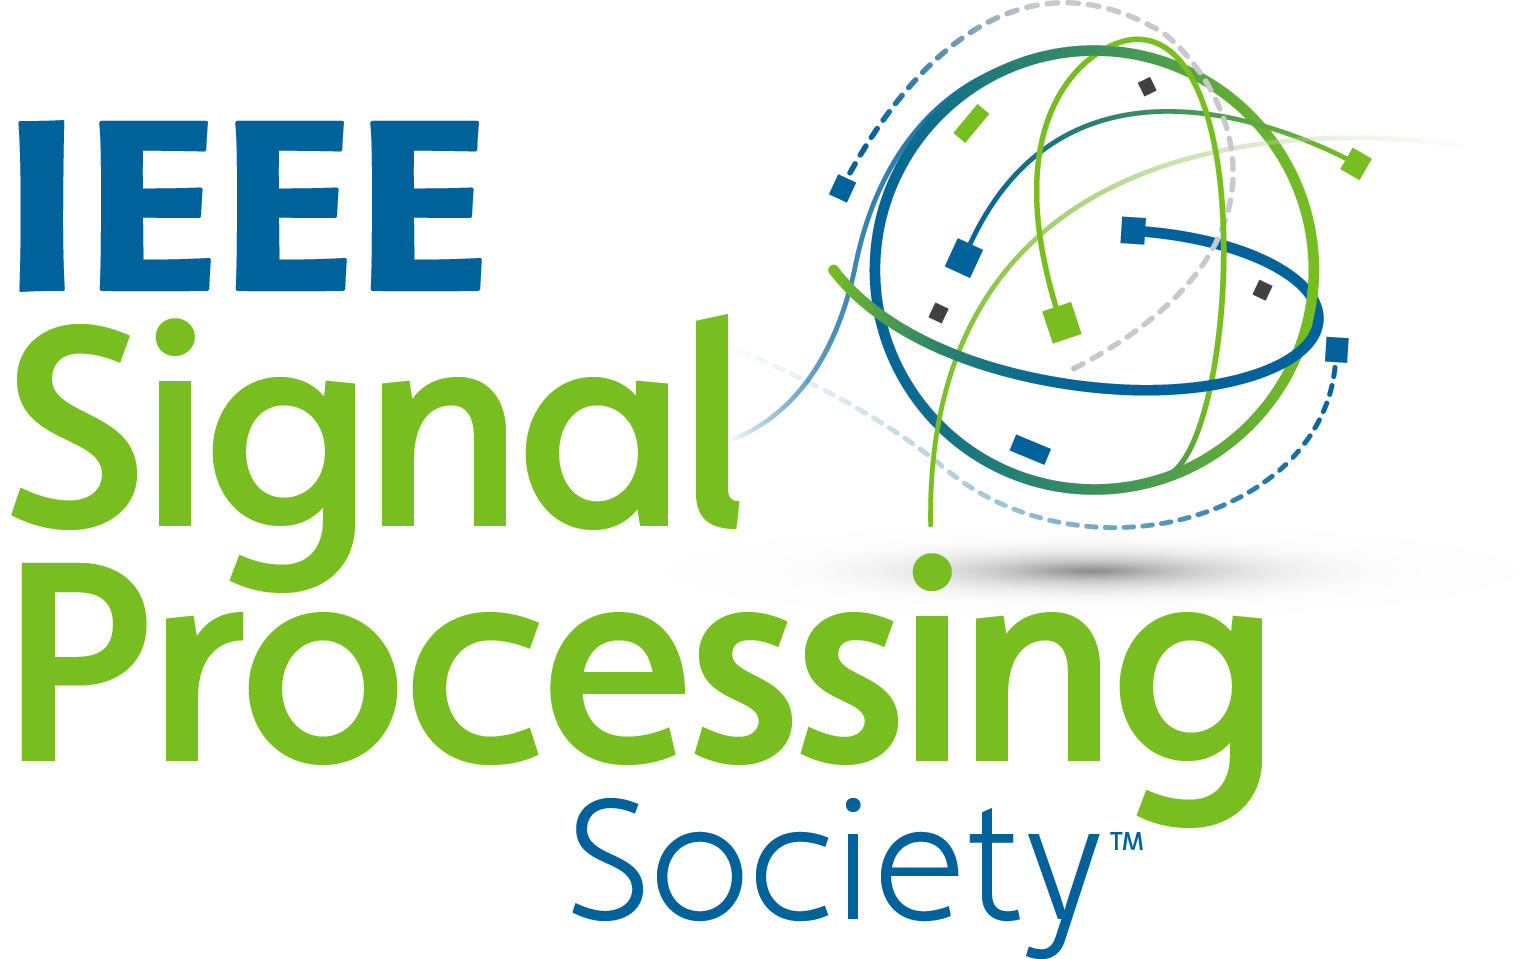 IEEE
Signal
Processing
Society™